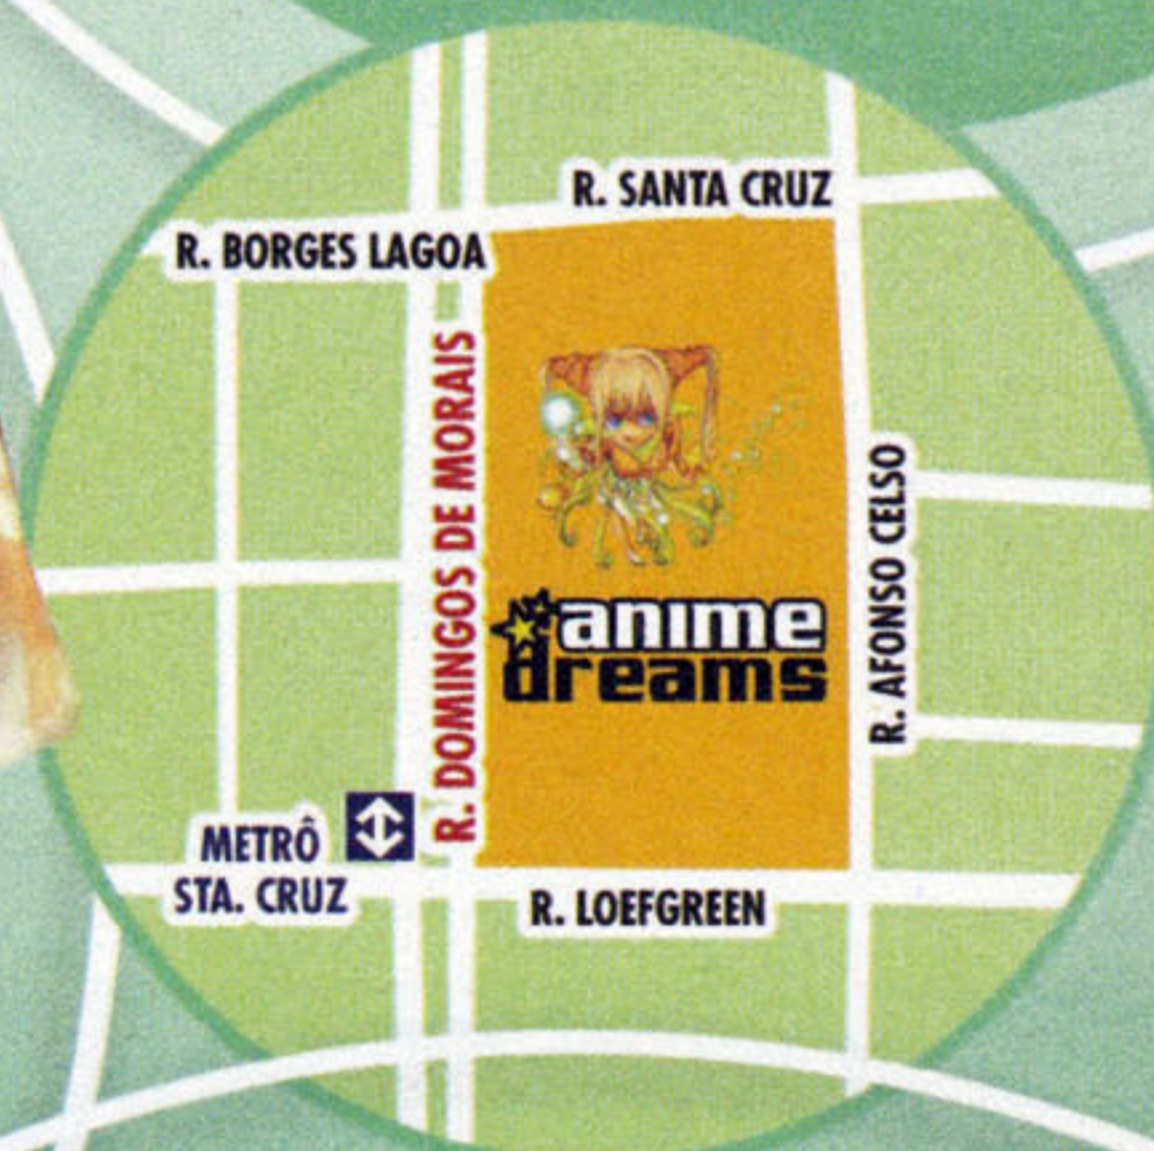 R. SANTA CRUZ
R. BORGES LAGOA
R. DOMINGOS DE MORAIS
anime
dreams
R. AFONSO CELSO
METRÔ
STA. CRUZ
R. LOEFGREEN